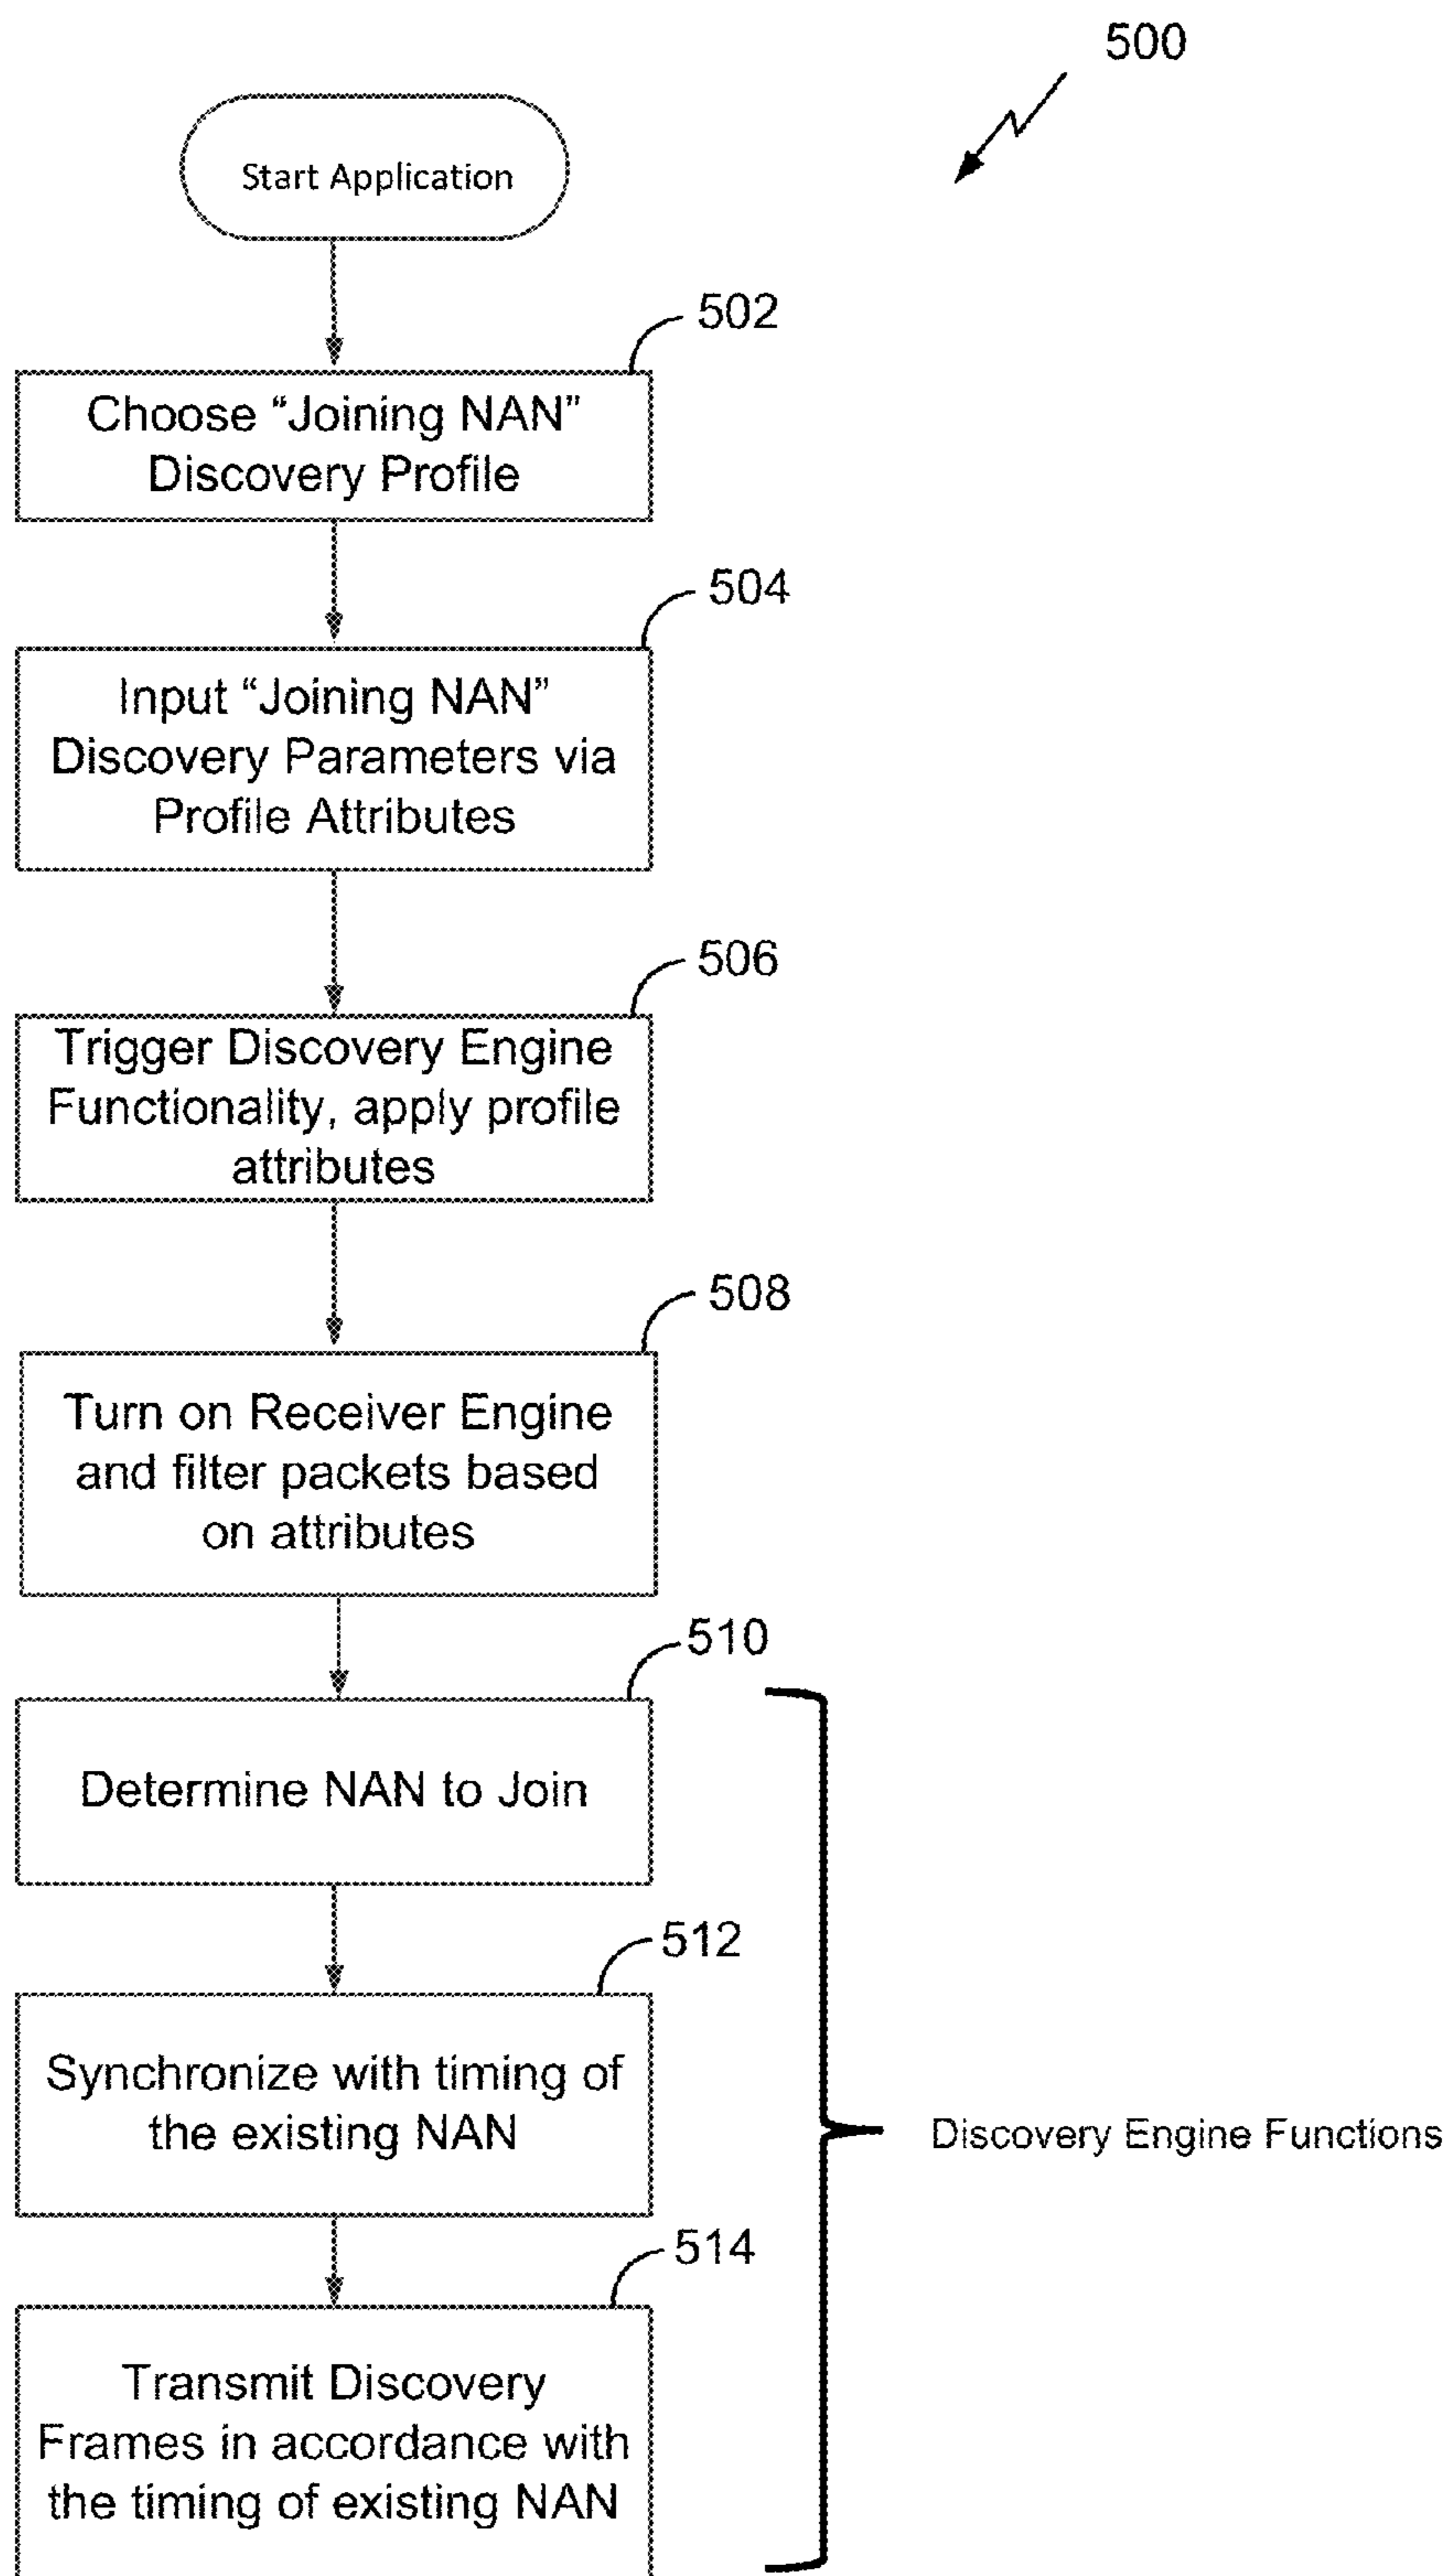 500
Start Application
502
Choose “Joining NAN”
Discovery Profile
504
Input “Joining NAN”
Discovery Parameters via
Profile Attributes
506
Trigger Discovery Engine
Functionality, apply profile
attributes
508
Turn on Receiver Engine
and filter packets based
on attributes
510
Determine NAN to Join
512
Synchronize with timing of
the existing NAN
Discovery Engine Functions
514
Transmit Discovery
Frames in accordance with
the timing of existing NAN